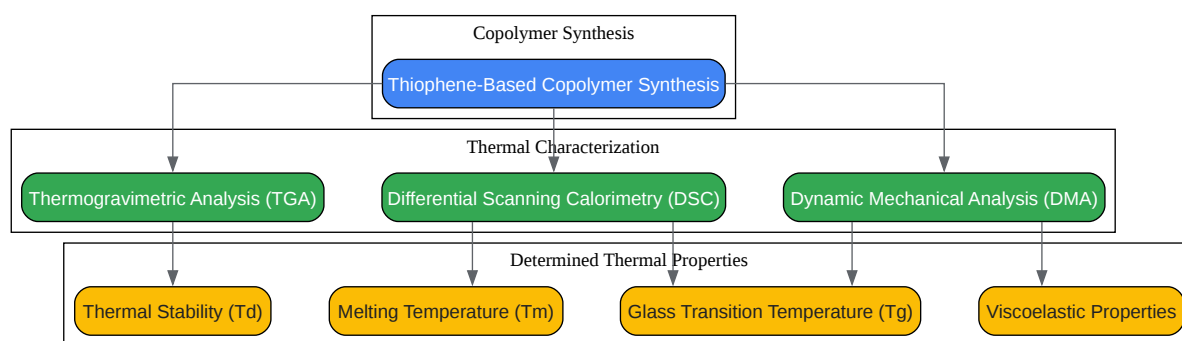 Copolymer Synthesis
Thiophene-Based Copolymer Synthesis
Thermal Characterization
Thermogravimetric Analysis (TGA)
Differential Scanning Calorimetry (DSC)
Dynamic Mechanical Analysis (DMA)
Determined Thermal Properties
Thermal Stability (Td)
Melting Temperature (Tm)
Glass Transition Temperature (Tg)
Viscoelastic Properties